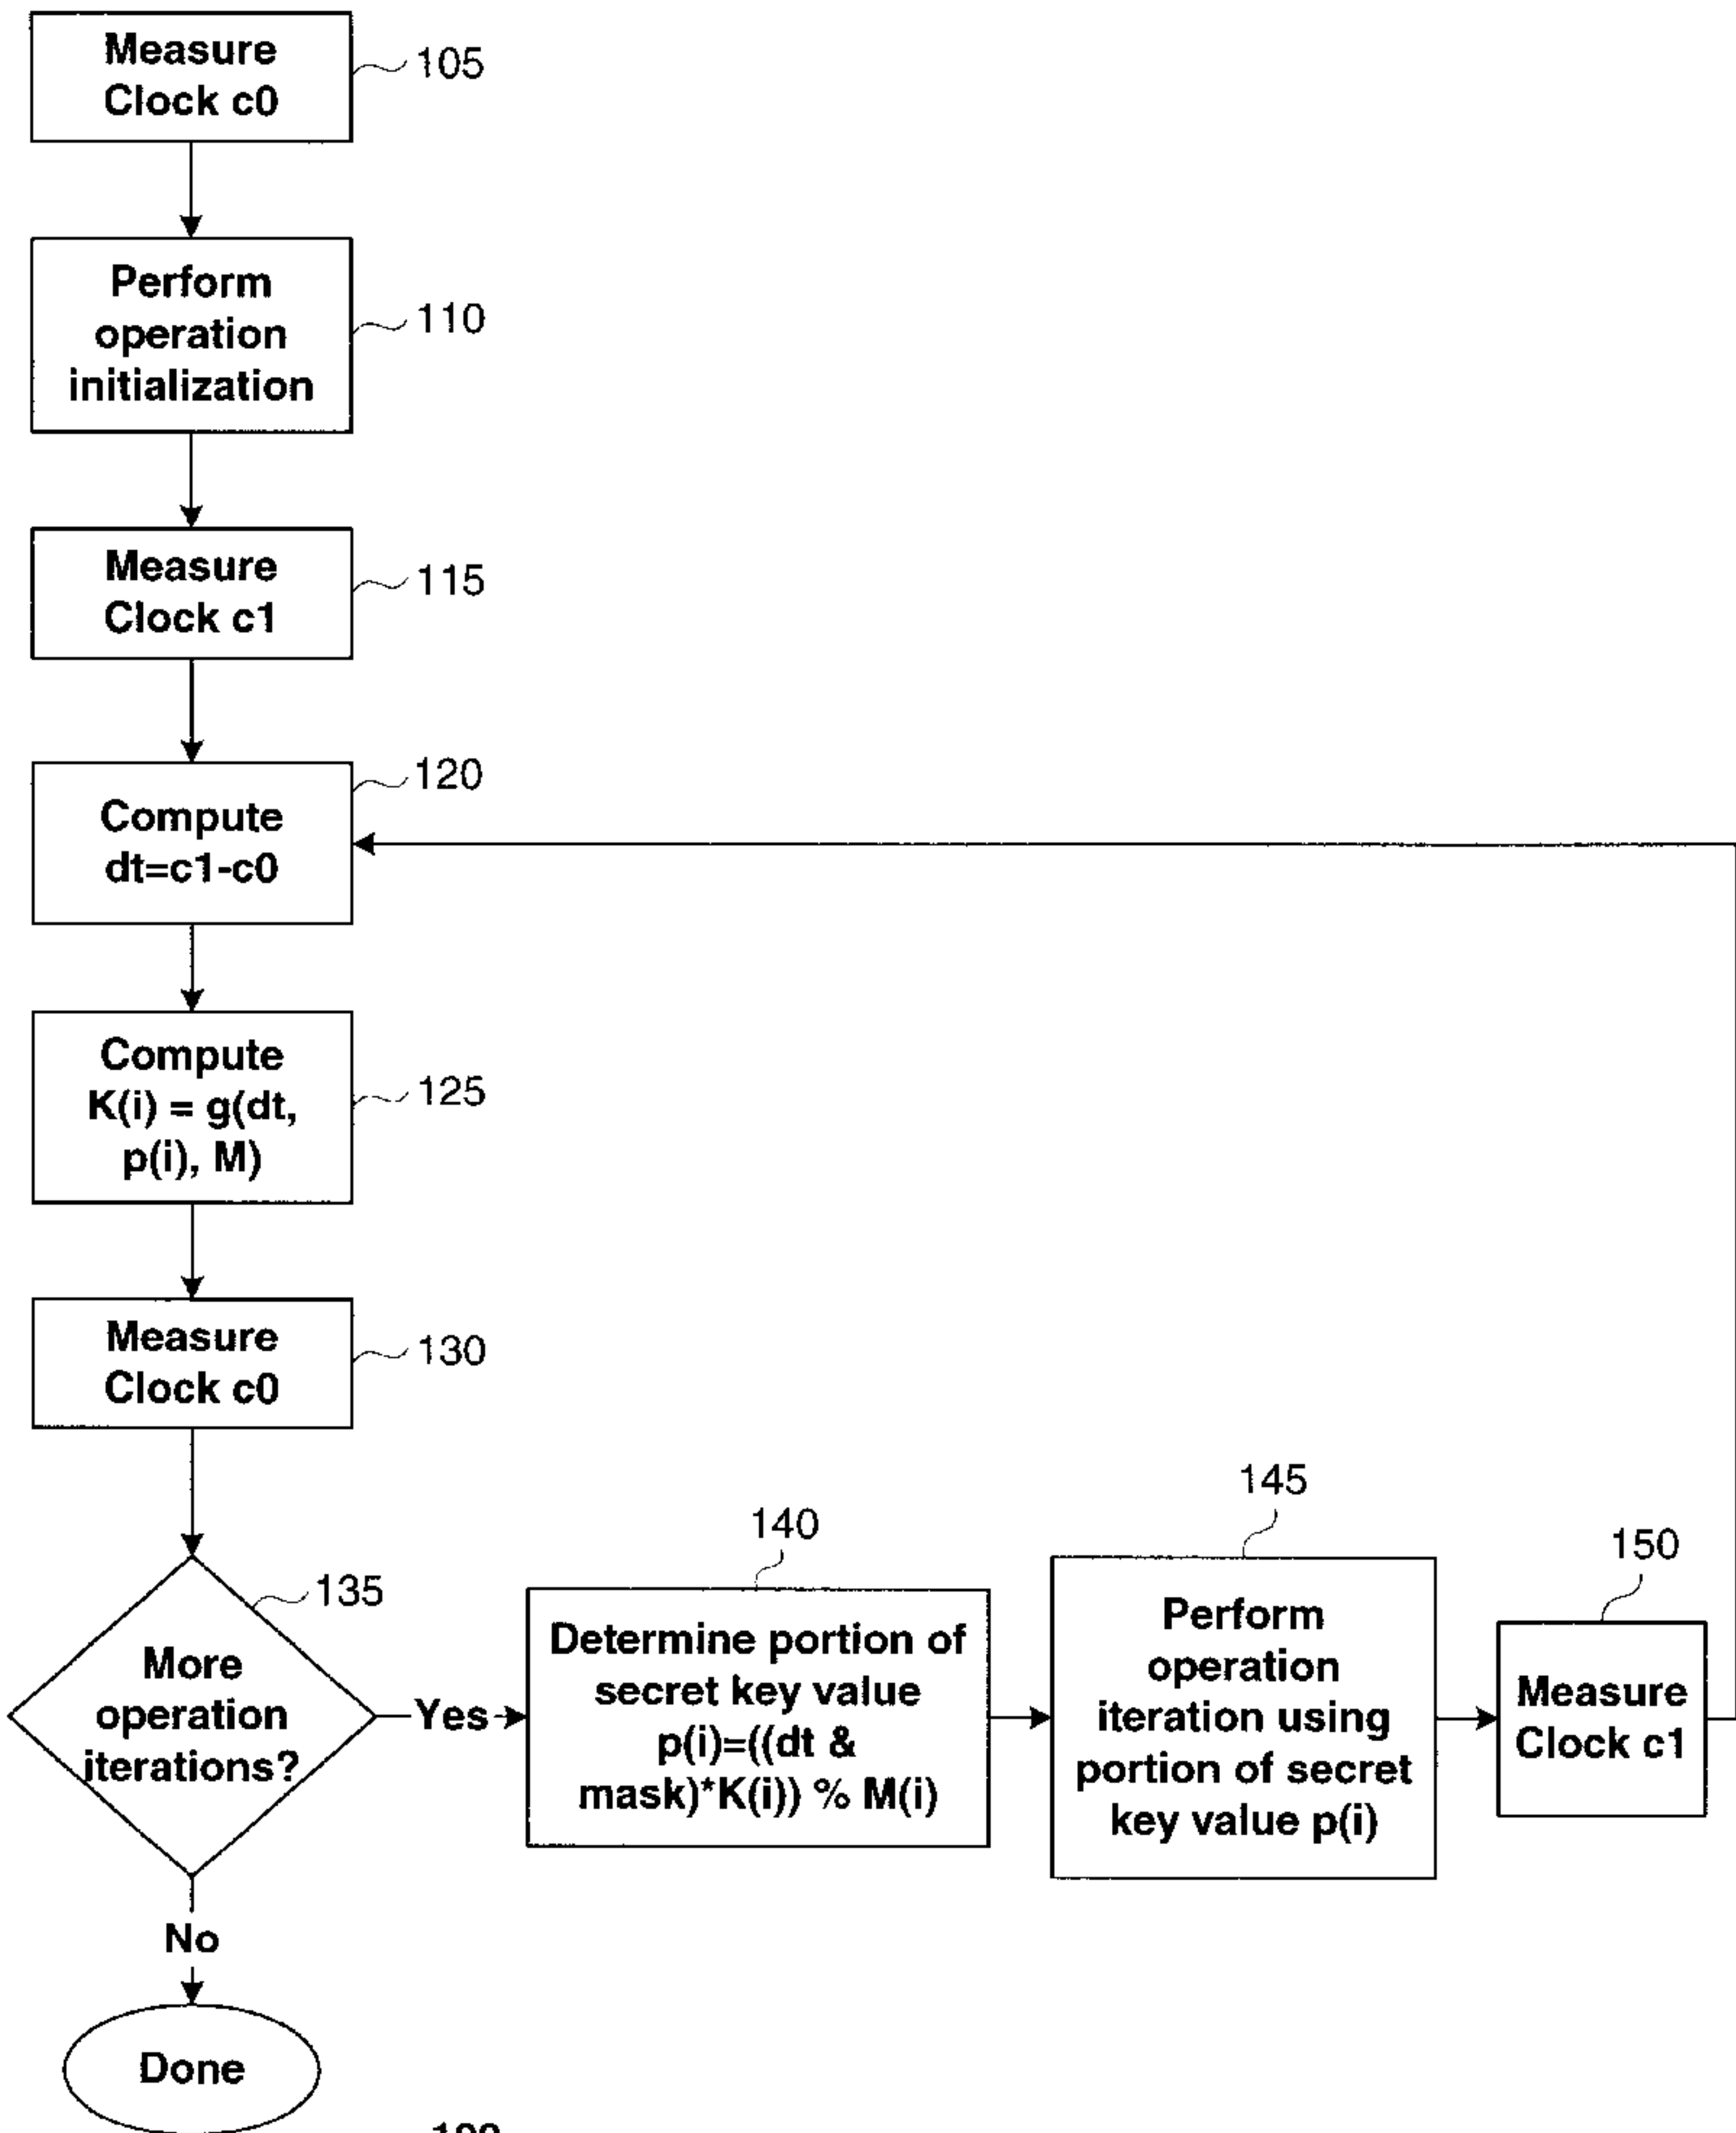 Measure
Clock c0
105
Perform
operation
initialization
110
Measure
Clock c1
115
120
Compute
dt=c1-c0
Compute
K(i) = g(dt,
p(i), M)
125
Measure
Clock c0
130
135
More
operation
iterations?
Yes
140
Determine portion of
secret key value
p(i)=((dt &
mask)*K(i)) % M(i)
145
Perform
operation
iteration using
portion of secret
key value p(i)
150
Measure
Clock c1
No
Done